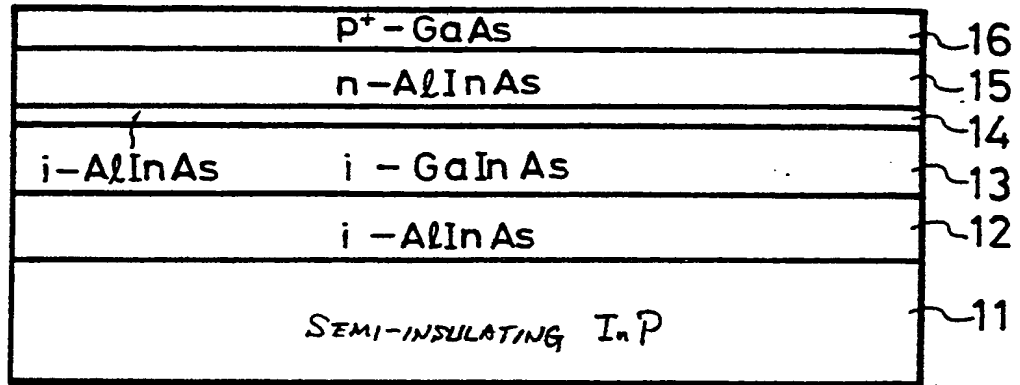 p⁺-GaAs 16
n-AlInAs 15
14
i-AlInAs i-GaInAs 13
i-AlInAs 12
SEMI-INSULATING InP 11